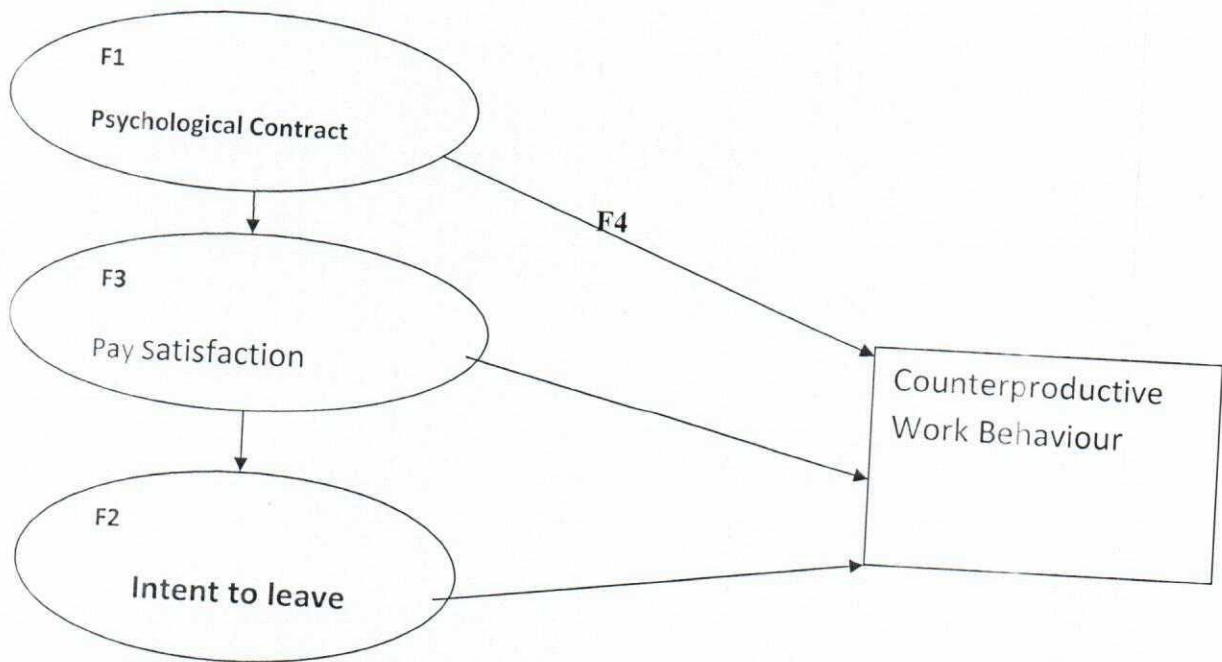 F1
Psychological Contract
F4
F3
Pay Satisfaction
Counterproductive
Work Behaviour
F2
Intent to leave